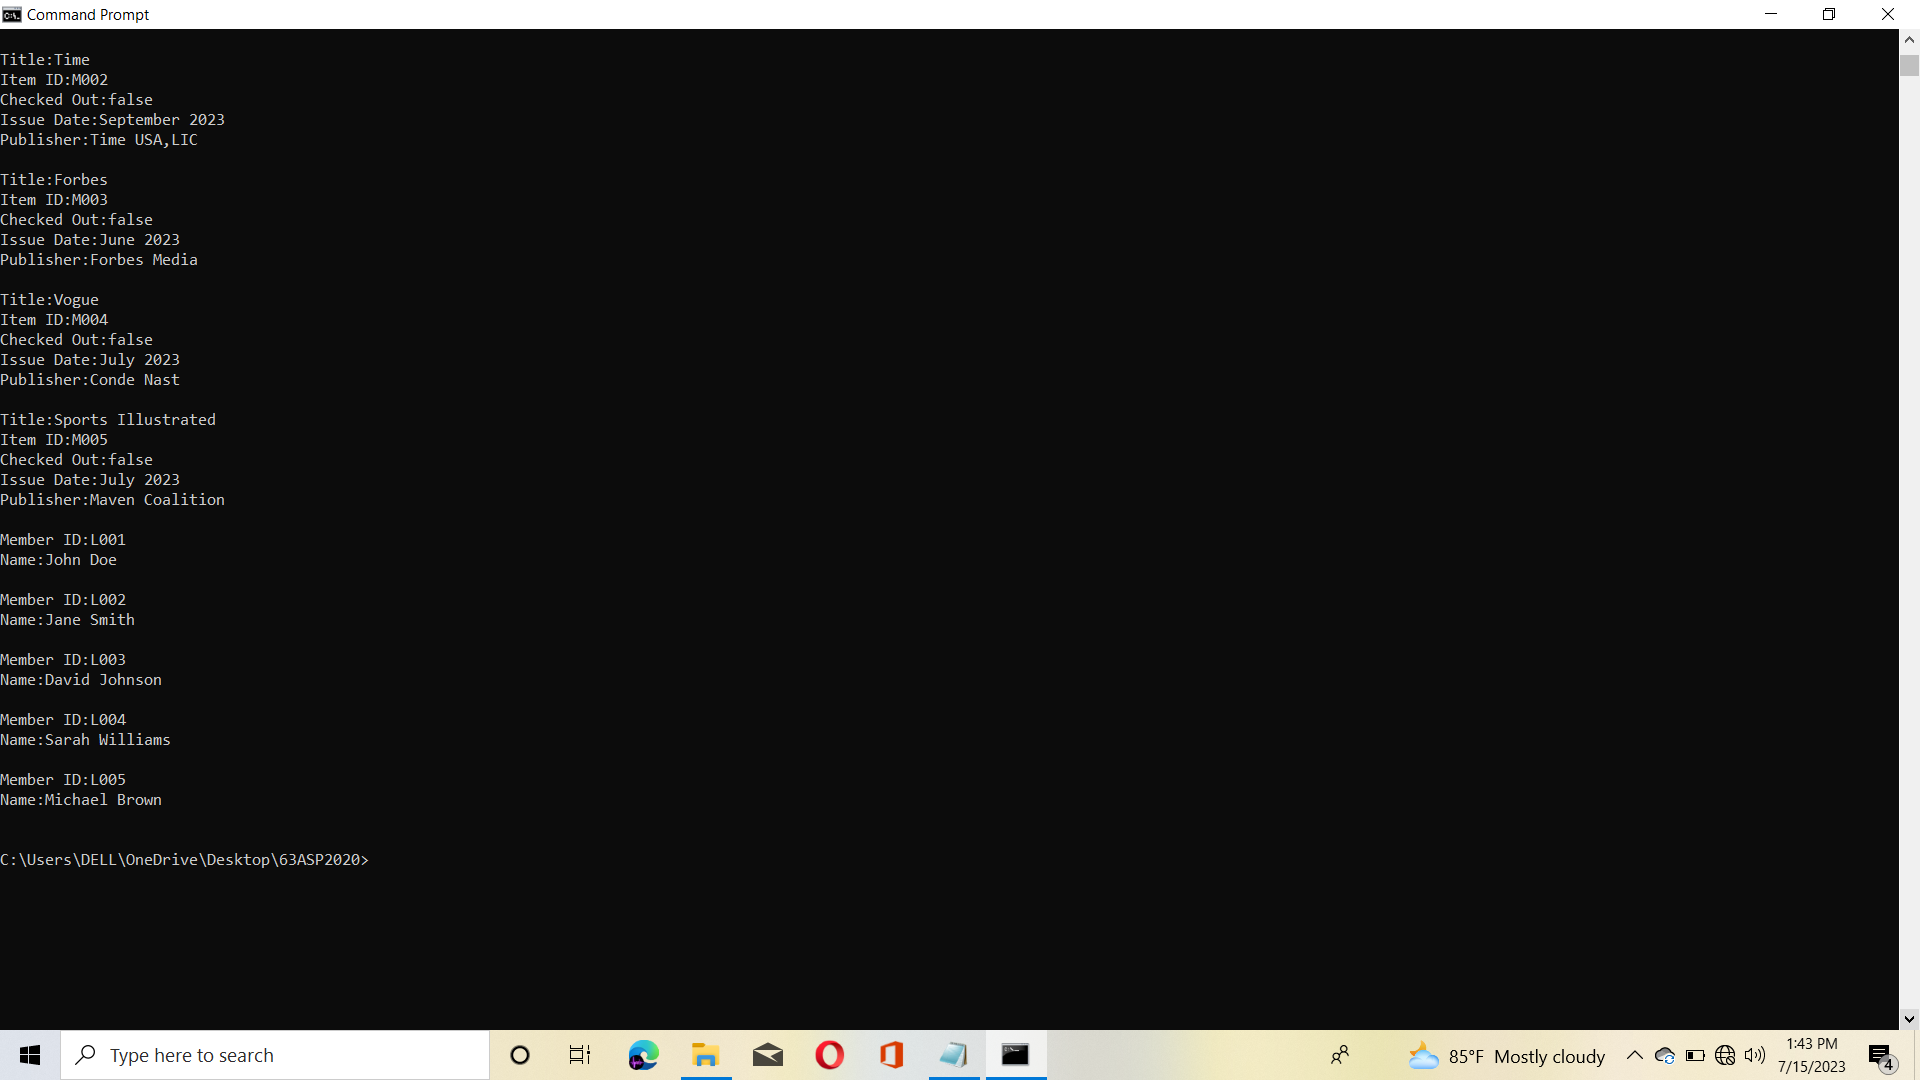 Command Prompt
Title:Time
Item ID:M002
Checked Out:false
Issue Date:September 2023
Publisher:Time USA,LIC
Title:Forbes
Item ID:M003
Checked Out:false
Issue Date:June 2023
Publisher:Forbes Media
Title:Vogue
Item ID:M004
Checked Out:false
Issue Date:July 2023
Publisher:Conde Nast
Title:Sports Illustrated
Item ID:M005
Checked Out:false
Issue Date:July 2023
Publisher:Maven Coalition
Member ID:L001
Name:John Doe
Member ID:L002
Name:Jane Smith
Member ID:L003
Name:David Johnson
Member ID:L004
Name:Sarah Williams
Member ID:L005
Name:Michael Brown
C:\Users\DELL\OneDrive\Desktop\63ASP2020>
Type here to search
85°F Mostly cloudy
1:43 PM
7/15/2023
4